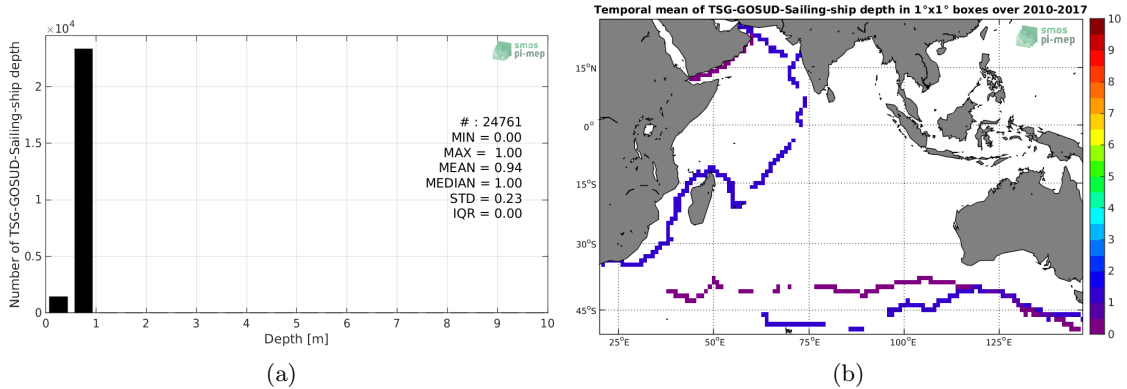 ×10⁴
Number of TSG-GOSUD-Sailing-ship depth
2
1.5
1
0.5
0
smos
pi-mep
# : 24761
MIN = 0.00
MAX = 1.00
MEAN = 0.94
MEDIAN = 1.00
STD = 0.23
IQR = 0.00
0 1 2 3 4 5 6 7 8 9 10
Depth [m]
(a)
Temporal mean of TSG-GOSUD-Sailing-ship depth in 1°x1° boxes over 2010-2017
smos
pi-mep
15°N
0°
15°S
30°S
45°S
25°E 50°E 75°E 100°E 125°E
10
9
8
7
6
5
4
3
2
1
0
(b)